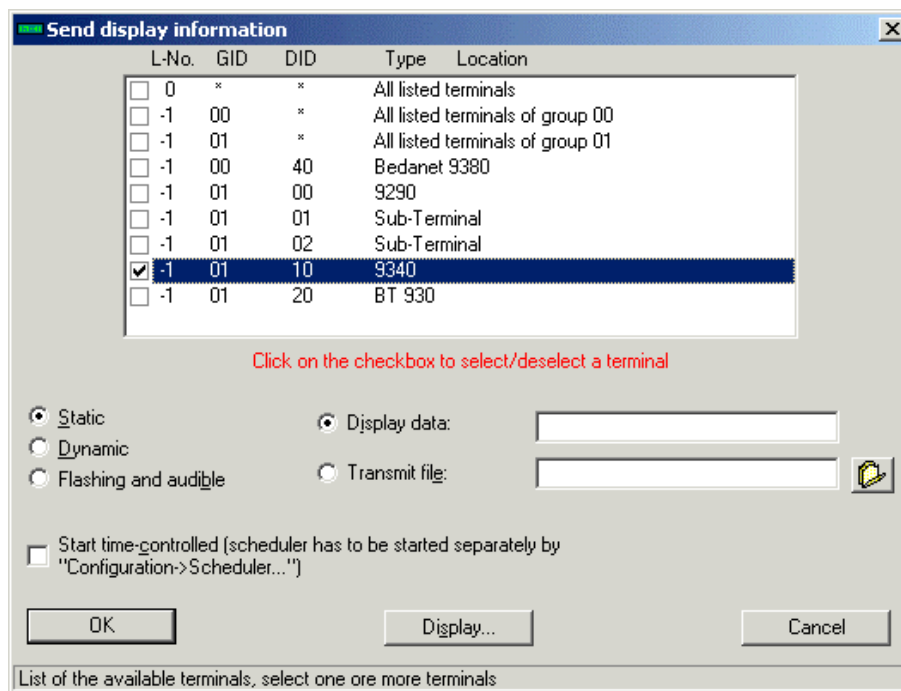 Send display information
L-No. GID DID Type Location
0 * * All listed terminals
-1 00 * All listed terminals of group 00
-1 01 * All listed terminals of group 01
-1 00 40 Bedanet 9380
-1 01 00 9290
-1 01 01 Sub-Terminal
-1 01 02 Sub-Terminal
-1 01 10 9340
-1 01 20 BT 930
Click on the checkbox to select/deselect a terminal
Static Display data:
Dynamic
Flashing and audible Transmit file:
Start time-controlled (scheduler has to be started separately by
"Configuration->Scheduler...")
OK Display... Cancel
List of the available terminals, select one ore more terminals